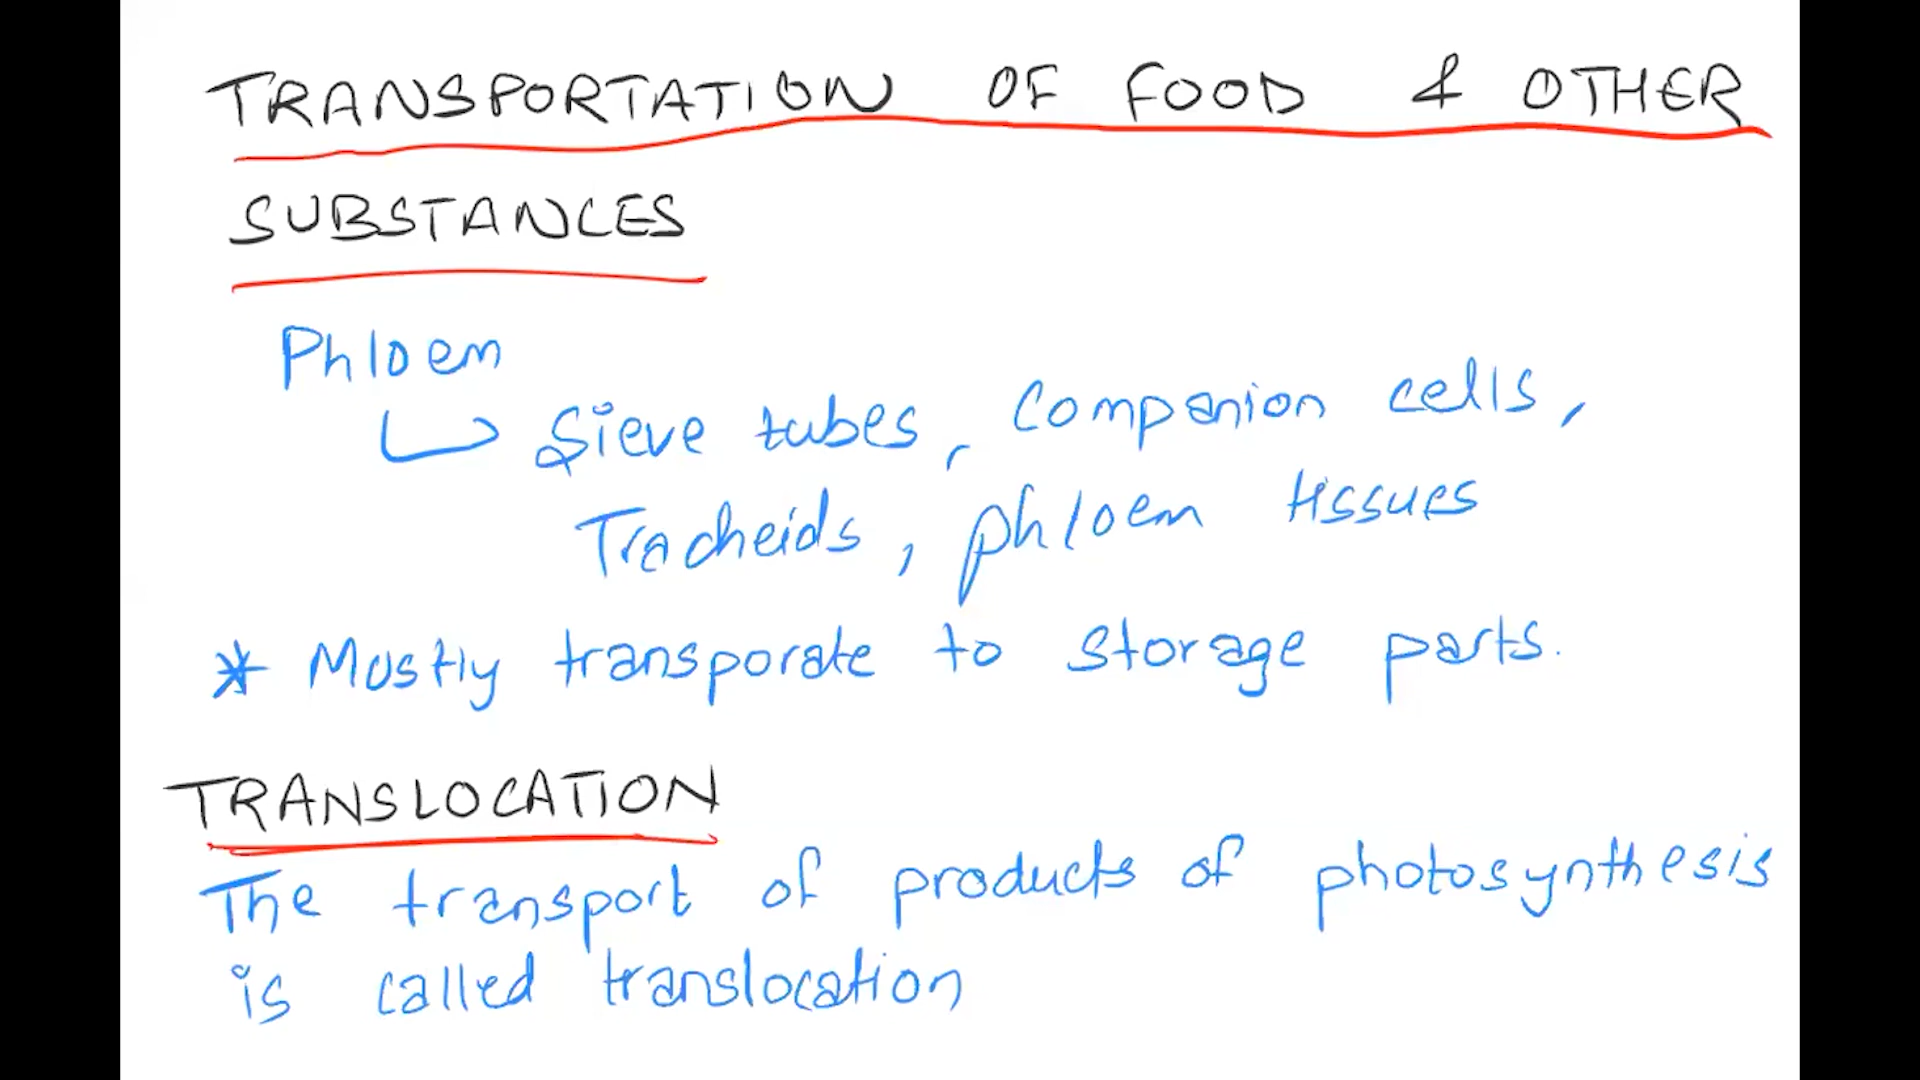 TRANSPORTATION OF FOOD & OTHER
SUBSTANCES
Phloem
Sieve tubes, companion cells,
Tracheids, phloem tissues
* Mostly transporate to storage parts.
TRANSLOCATION
The transport of products of photosynthesis
is called translocation